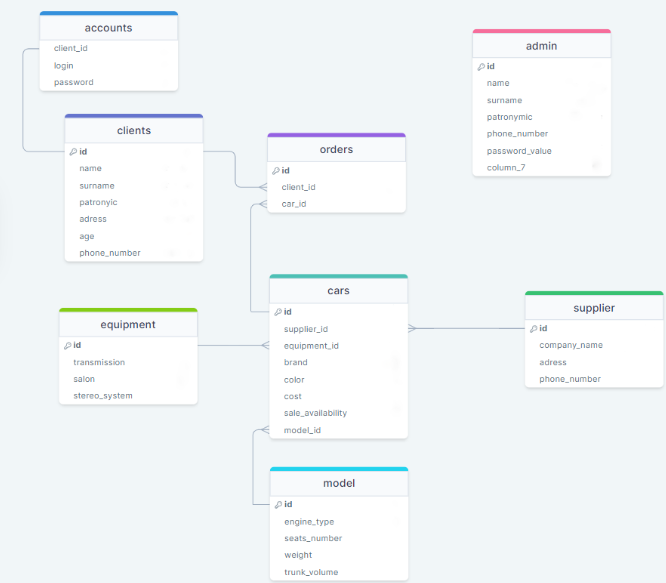 accounts
client_id
login
password
admin
id
name
surname
patronymic
phone_number
password_value
column_7
clients
id
name
surname
patronyic
adress
age
phone_number
orders
id
client_id
car_id
cars
id
supplier_id
equipment_id
brand
color
cost
sale_availability
model_id
equipment
id
transmission
salon
stereo_system
supplier
id
company_name
adress
phone_number
model
id
engine_type
seats_number
weight
trunk_volume